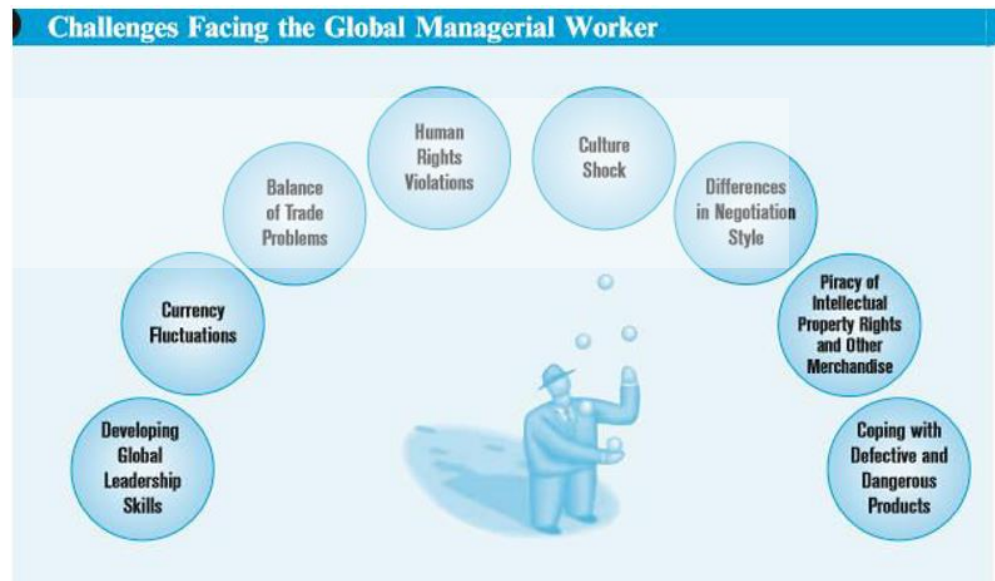 Challenges Facing the Global Managerial Worker
Human
Rights
Violations
Culture
Shock
Balance
of Trade
Problems
Differences
in Negotiation
Style
Currency
Fluctuations
Piracy of
Intellectual
Property Rights
and Other
Merchandise
Developing
Global
Leadership
Skills
Coping with
Defective and
Dangerous
Products